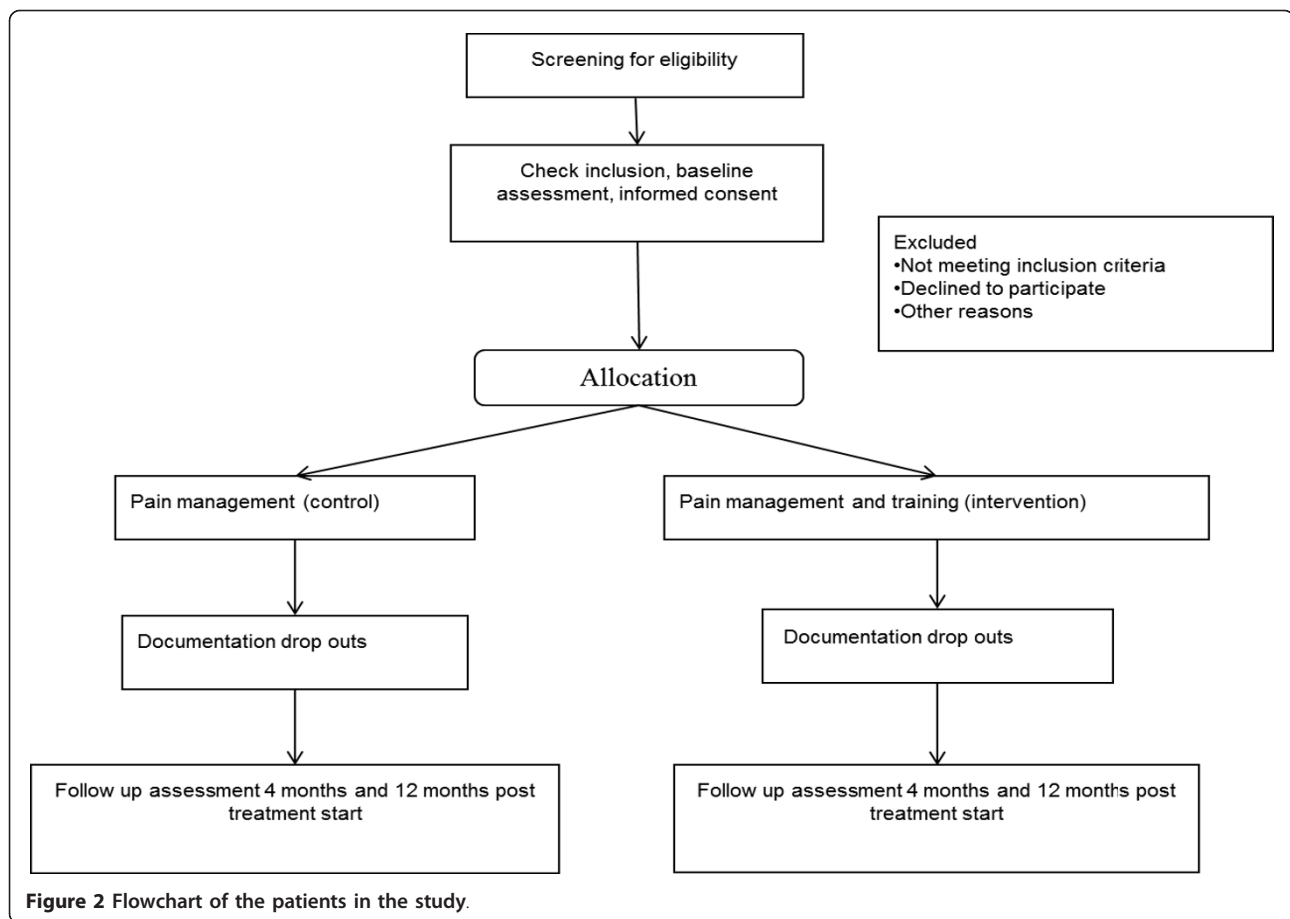 Screening for eligibility
Check inclusion, baseline
assessment, informed consent
Excluded
•Not meeting inclusion criteria
•Declined to participate
•Other reasons
Allocation
Pain management (control)
Pain management and training (intervention)
Documentation drop outs
Documentation drop outs
Follow up assessment 4 months and 12 months post
treatment start
Follow up assessment 4 months and 12 months post
treatment start
Figure 2 Flowchart of the patients in the study.